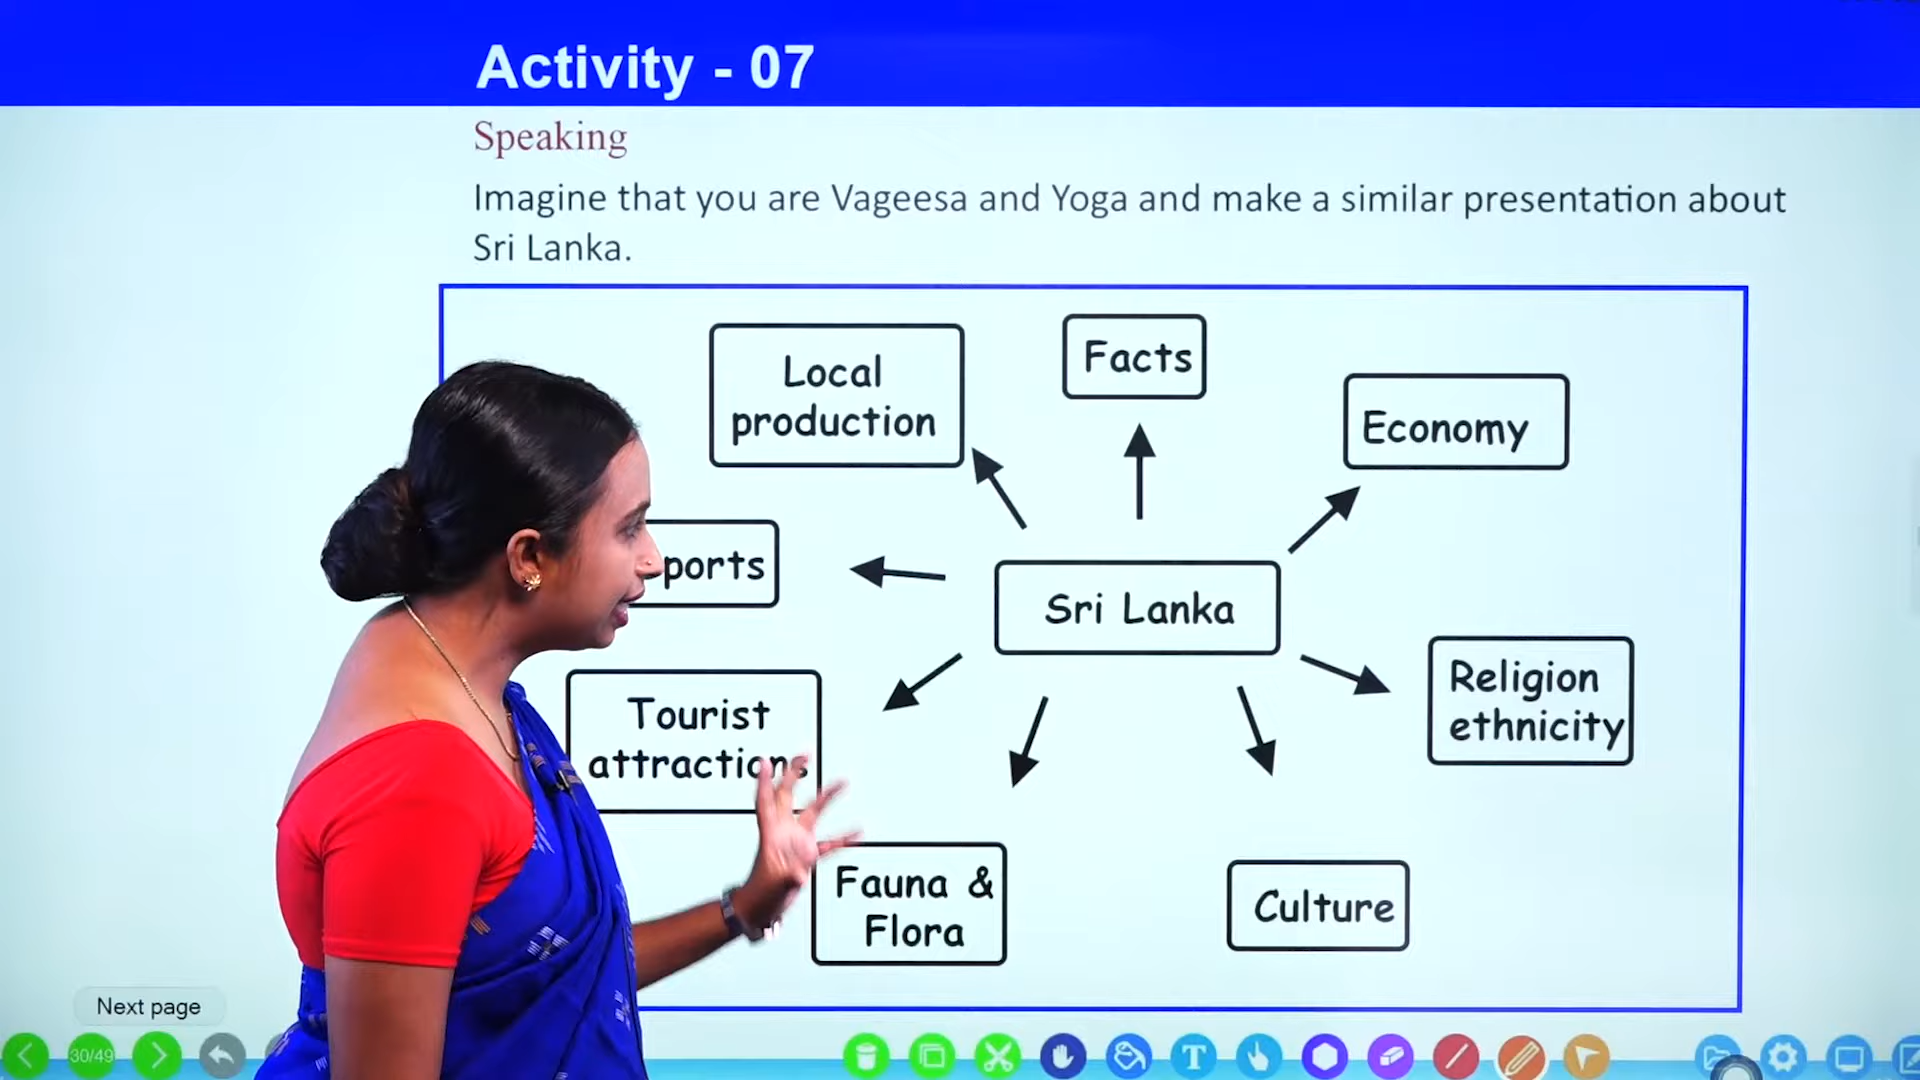 Activity - 07
Speaking
Imagine that you are Vageesa and Yoga and make a similar presentation about
Sri Lanka.
Local
production
Facts
Economy
ports
Sri Lanka
Religion
ethnicity
Tourist
attractions
Fauna &
Flora
Culture
Next page
30/49
T